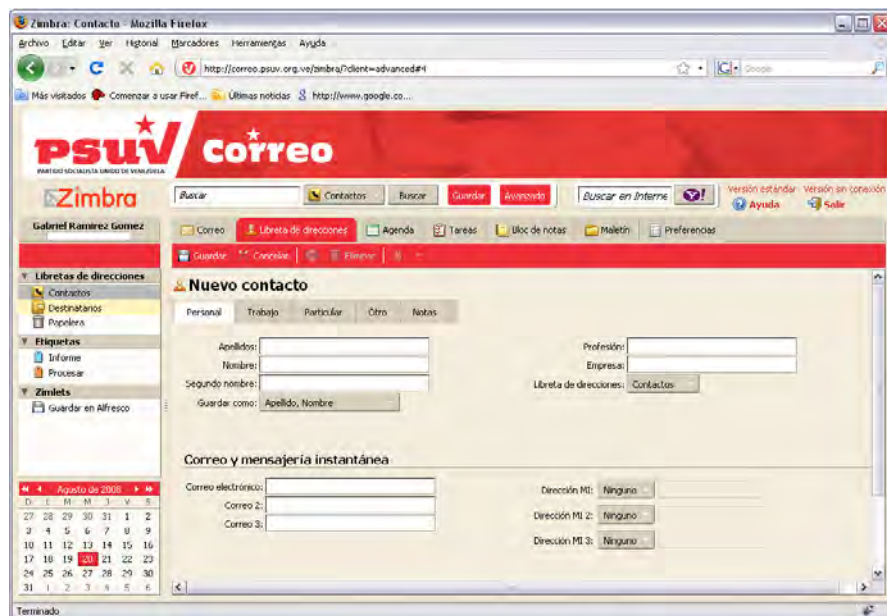 Zimbra: Contacto - Mozilla Firefox
Archivo Editar Ver Historial Marcadores Herramientas Ayuda
http://correo.psuv.org.ve/zimbra/?client=advanced#4
Google
Más visitados Comenzar a usar Firef... Últimas noticias http://www.google.co...
PSUV correo
PARTIDO SOCIALISTA UNIDO DE VENEZUELA
Zimbra
Buscar Contactos Buscar Guardar Avanzado Buscar en Interne Y!
Versión estándar Versión sin conexión
Ayuda Salir
Gabriel Ramirez Gomez
Correo Libreta de direcciones Agenda Tareas Bloc de notas Maletín Preferencias
Guardar Cancelar Eliminar
Libretas de direcciones
Contactos
Destinatarios
Papelera
Etiquetas
Informe
Procesar
Zimlets
Guardar en Alfresco
Nuevo contacto
Personal Trabajo Particular Otro Notas
Apellidos: Profesión:
Nombre: Empresa:
Segundo nombre: Libreta de direcciones: Contactos
Guardar como: Apellido, Nombre
Correo y mensajería instantánea
Correo electrónico: Dirección MI: Ninguno
Correo 2: Dirección MI 2: Ninguno
Correo 3: Dirección MI 3: Ninguno
Agosto de 2008
D L M M J V S
27 28 29 30 31 1 2
3 4 5 6 7 8 9
10 11 12 13 14 15 16
17 18 19 20 21 22 23
24 25 26 27 28 29 30
31 1 2 3 4 5 6
Terminado